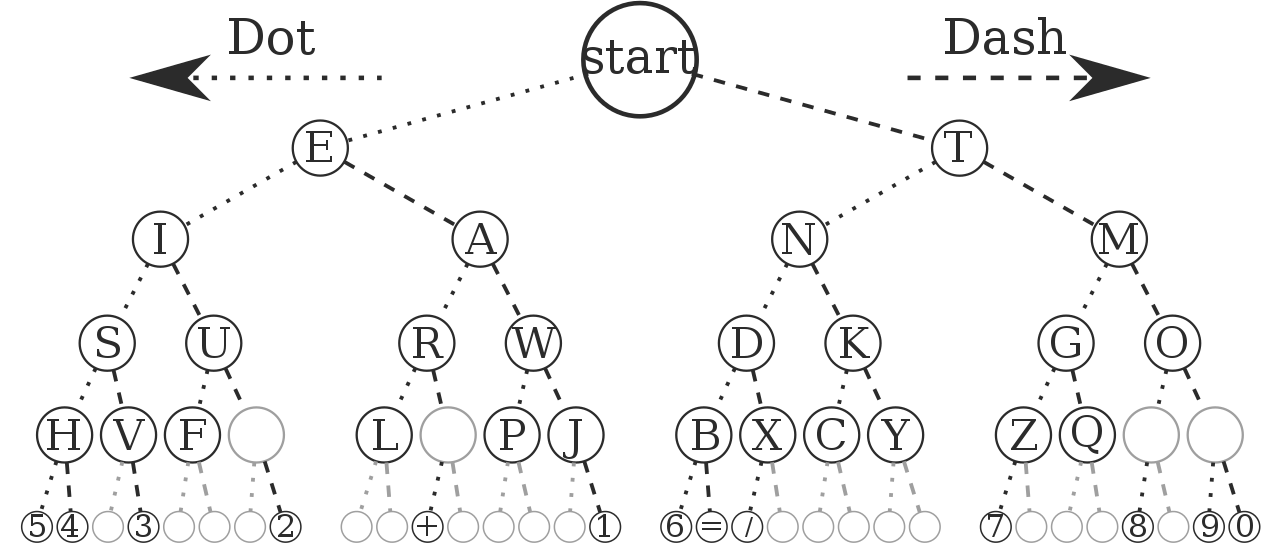 Dot start Dash
E T
I A N M
S U R W D K G O
H V F L P J B X C Y Z Q
5 4 3 2 + 1 6 = / 7 8 9 0